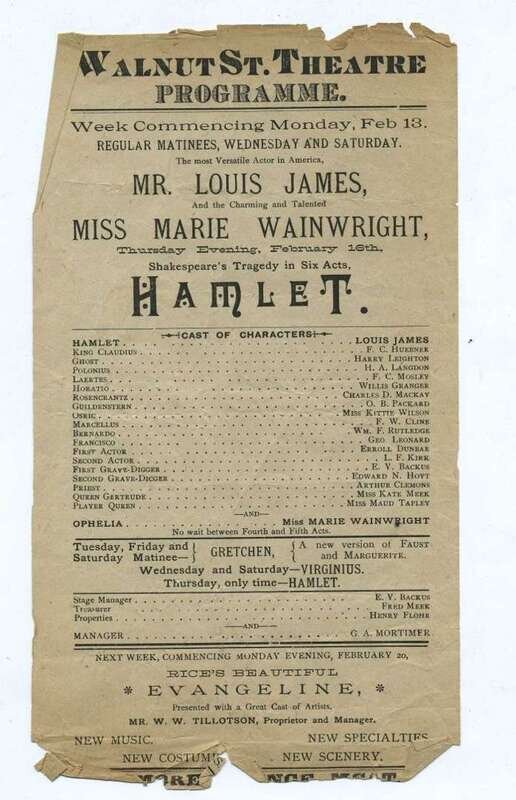 WALNUT ST. THEATRE
PROGRAMME.
Week Commencing Monday, Feb 13.
REGULAR MATINEES, WEDNESDAY AND SATURDAY.
The most Versatile Actor in America,
MR. LOUIS JAMES,
And the Charming and Talented
MISS MARIE WAINWRIGHT,
Thursday Evening, February 16th,
Shakespeare's Tragedy in Six Acts,
HAMLET.
CAST OF CHARACTERS
HAMLET LOUIS JAMES
KING CLAUDIUS F. C. HUEBNER
GHOST HARRY LEIGHTON
POLONIUS H. A. LANGDON
LAERTES F. C. MOSLEY
HORATIO WILLIS GRANGER
ROSENCRANTZ CHARLES D. MACKAY
GUILDENSTERN O. B. PACKARD
OSRIC MISS KITTIE WILSON
MARCELLUS F. W. CLINE
BERNARDO WM. F. RUTLEDGE
FRANCISCO GEO LEONARD
FIRST ACTOR ERROLL DUNBAR
SECOND ACTOR L. F. KIRK
FIRST GRAVE-DIGGER E. V. BACKUS
SECOND GRAVE-DIGGER EDWARD N. HOYT
PRIEST ARTHUR CLEMONS
QUEEN GERTRUDE MISS KATE MEEK
PLAYER QUEEN MISS MAUD TAPLEY
—AND—
OPHELIA Miss MARIE WAINWRIGHT
No wait between Fourth and Fifth Acts.
Tuesday, Friday and Saturday Matinee— { GRETCHEN, { A new version of FAUST and MARGUERITE.
Wednesday and Saturday—VIRGINIUS.
Thursday, only time—HAMLET.
Stage Manager E. V. BACKUS
Treasurer FRED MEEK
Properties HENRY FLOHR
—AND—
MANAGER G. A. MORTIMER
NEXT WEEK, COMMENCING MONDAY EVENING, FEBRUARY 20,
RICE'S BEAUTIFUL
* EVANGELINE, *
Presented with a Great Cast of Artists.
MR. W. W. TILLOTSON, Proprietor and Manager.
NEW MUSIC. NEW SPECIALTIES
NEW COSTUM NEW SCENERY.
MORE